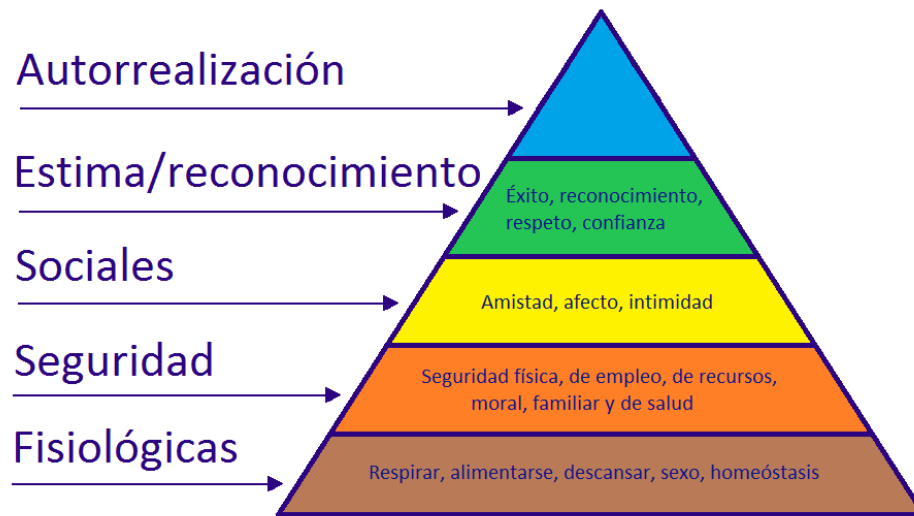 Autorrealización
Estima/reconocimiento
Éxito, reconocimiento,
respeto, confianza
Sociales
Amistad, afecto, intimidad
Seguridad
Seguridad física, de empleo, de recursos,
moral, familiar y de salud
Fisiológicas
Respirar, alimentarse, descansar, sexo, homeóstasis